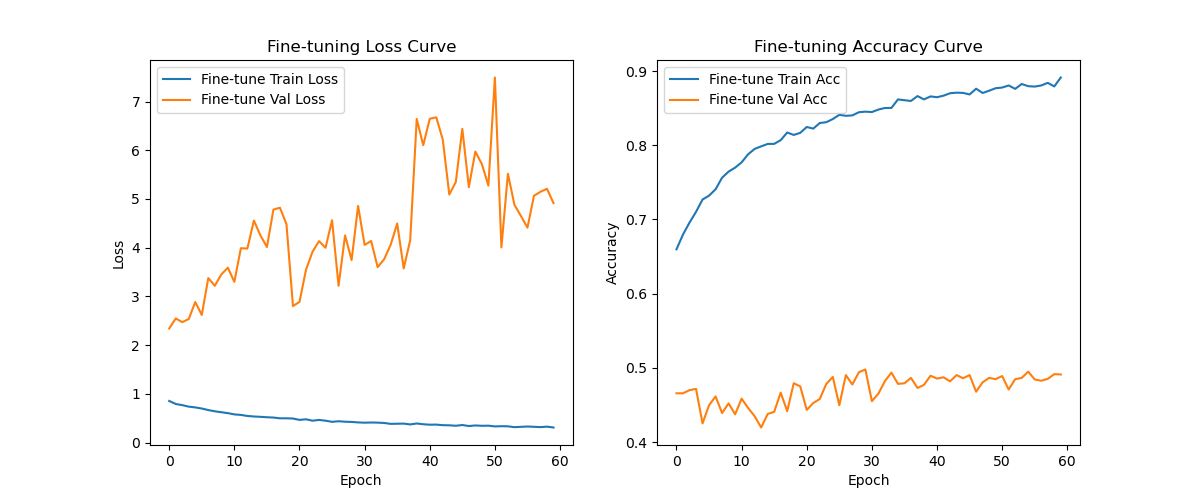 Fine-tuning Loss Curve
Fine-tune Train Loss
Fine-tune Val Loss
7
6
5
4
3
2
1
0
Loss
0 10 20 30 40 50 60
Epoch
Fine-tuning Accuracy Curve
Fine-tune Train Acc
Fine-tune Val Acc
0.9
0.8
0.7
0.6
0.5
0.4
Accuracy
0 10 20 30 40 50 60
Epoch